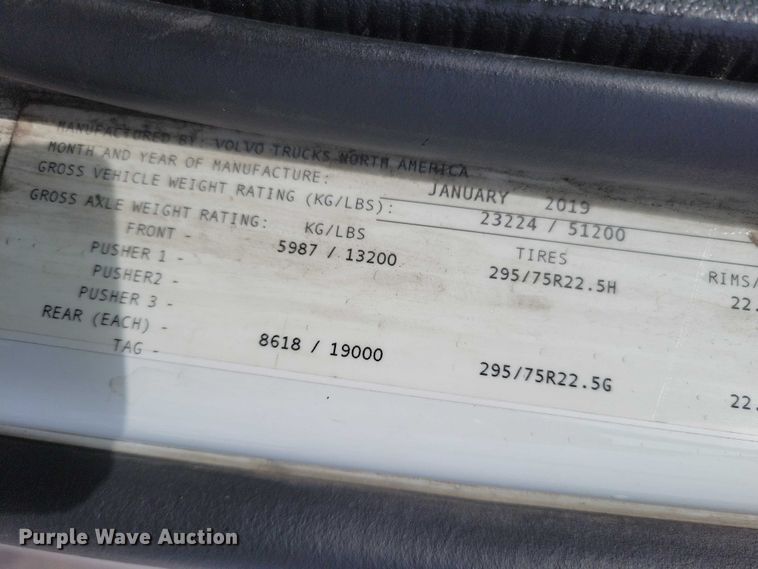 MANUFACTURED BY: VOLVO TRUCKS NORTH AMERICA
MONTH AND YEAR OF MANUFACTURE: JANUARY 2019
GROSS VEHICLE WEIGHT RATING (KG/LBS): 23224 / 51200
GROSS AXLE WEIGHT RATING: KG/LBS TIRES RIMS/
FRONT - 5987 / 13200 295/75R22.5H 22.
PUSHER 1 -
PUSHER2 -
PUSHER 3 -
REAR (EACH) - 8618 / 19000 295/75R22.5G 22.
TAG -
Purple Wave Auction